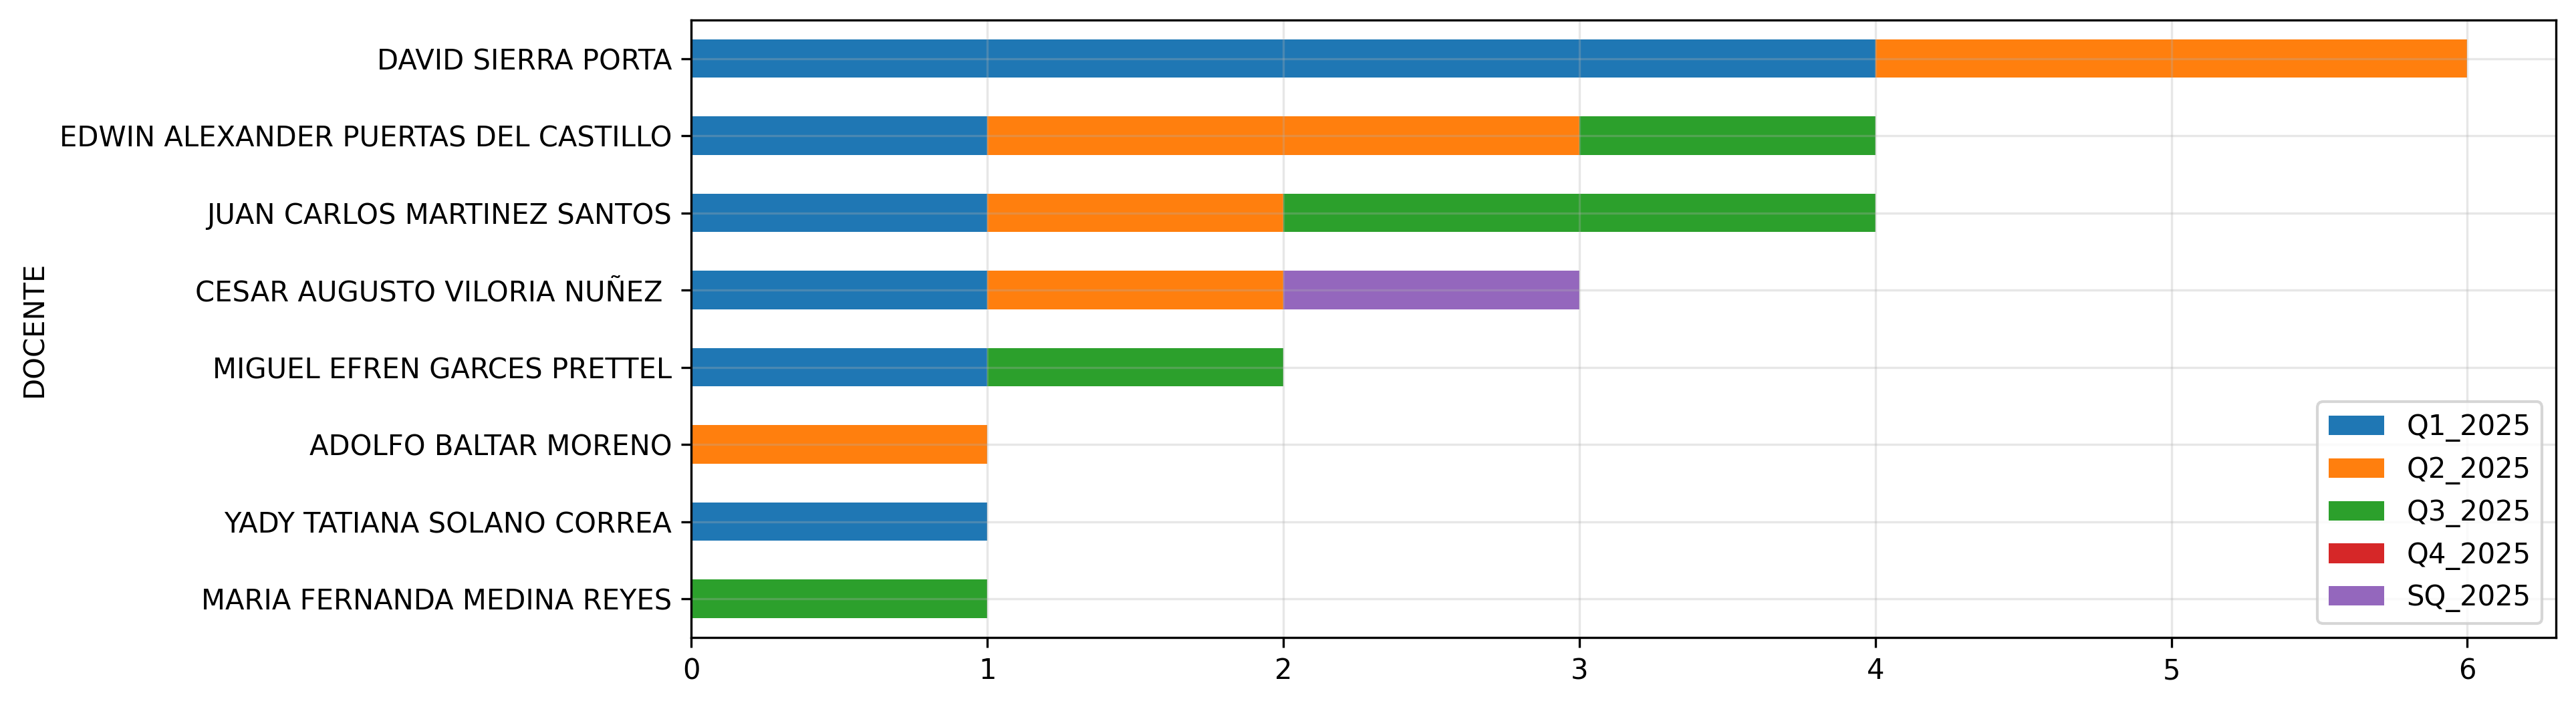 DOCENTE
DAVID SIERRA PORTA
EDWIN ALEXANDER PUERTAS DEL CASTILLO
JUAN CARLOS MARTINEZ SANTOS
CESAR AUGUSTO VILORIA NUÑEZ
MIGUEL EFREN GARCES PRETTEL
ADOLFO BALTAR MORENO
YADY TATIANA SOLANO CORREA
MARIA FERNANDA MEDINA REYES
Q1_2025
Q2_2025
Q3_2025
Q4_2025
SQ_2025
0 1 2 3 4 5 6